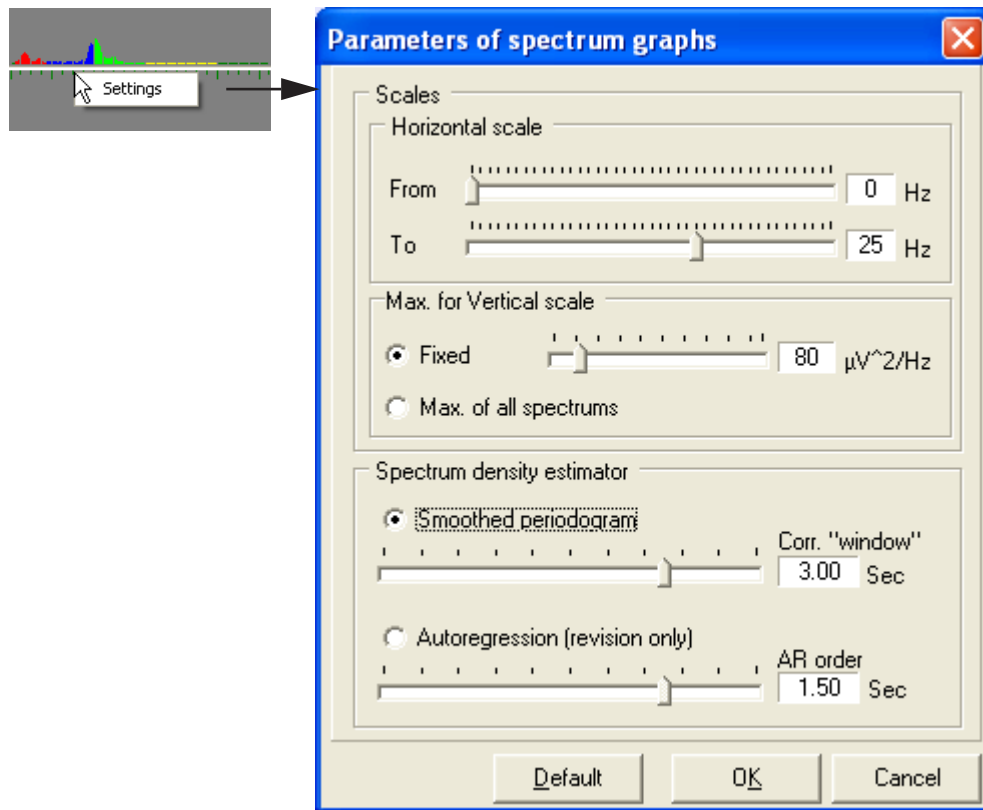 Settings
Parameters of spectrum graphs
Scales
Horizontal scale
From 0 Hz
To 25 Hz
Max. for Vertical scale
Fixed 80 µV^2/Hz
Max. of all spectrums
Spectrum density estimator
Smoothed periodogram
Corr. "window"
3.00 Sec
Autoregression (revision only)
AR order
1.50 Sec
Default OK Cancel